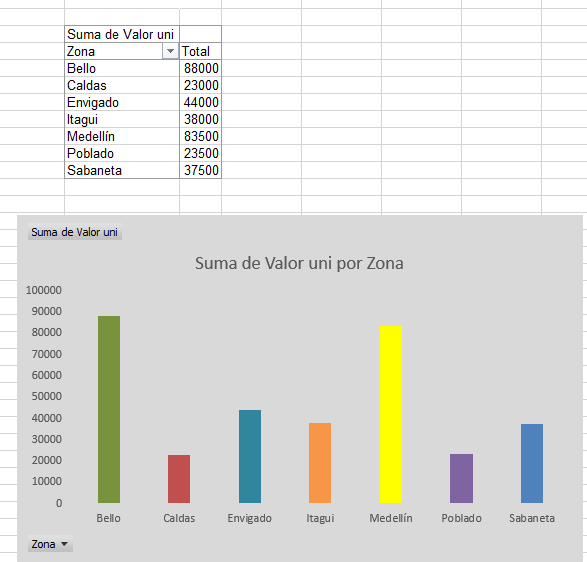 Suma de Valor uni
Zona Total
Bello 88000
Caldas 23000
Envigado 44000
Itagui 38000
Medellín 83500
Poblado 23500
Sabaneta 37500
Suma de Valor uni
Suma de Valor uni por Zona
100000
90000
80000
70000
60000
50000
40000
30000
20000
10000
0
Bello Caldas Envigado Itagui Medellín Poblado Sabaneta
Zona